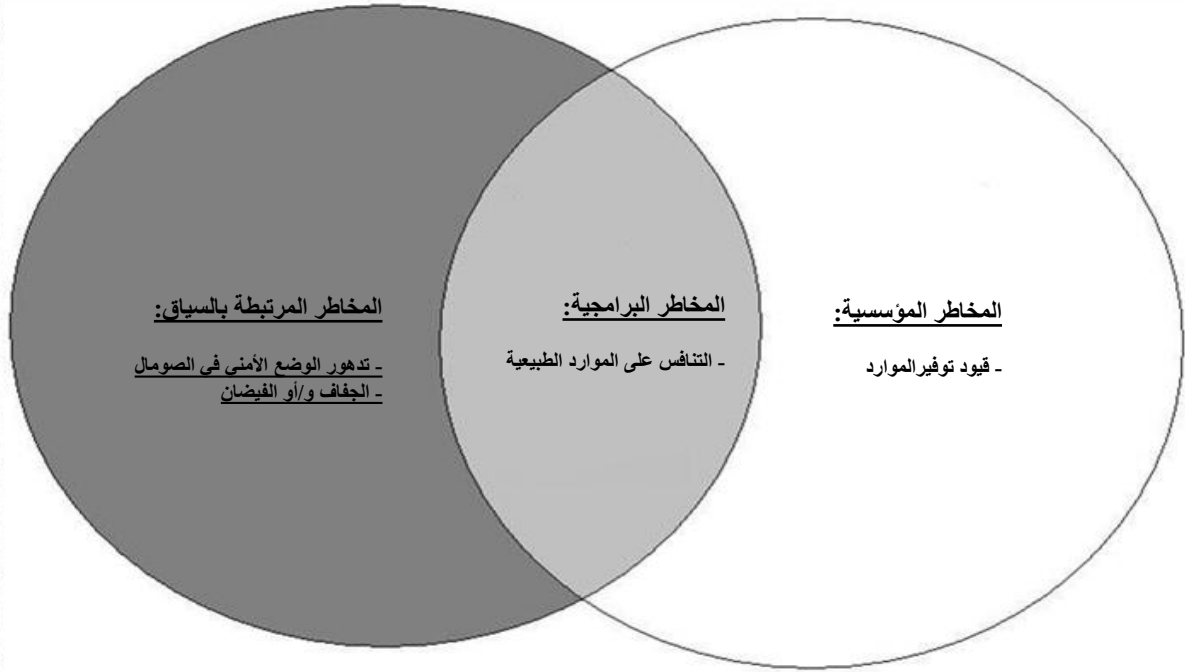 المخاطر المؤسسية:
- قيود توفيرالموارد
المخاطر البرامجية:
- التنافس على الموارد الطبيعية
المخاطر المرتبطة بالسياق:
- تدهور الوضع الأمني في الصومال
- الجفاف و/أو الفيضان